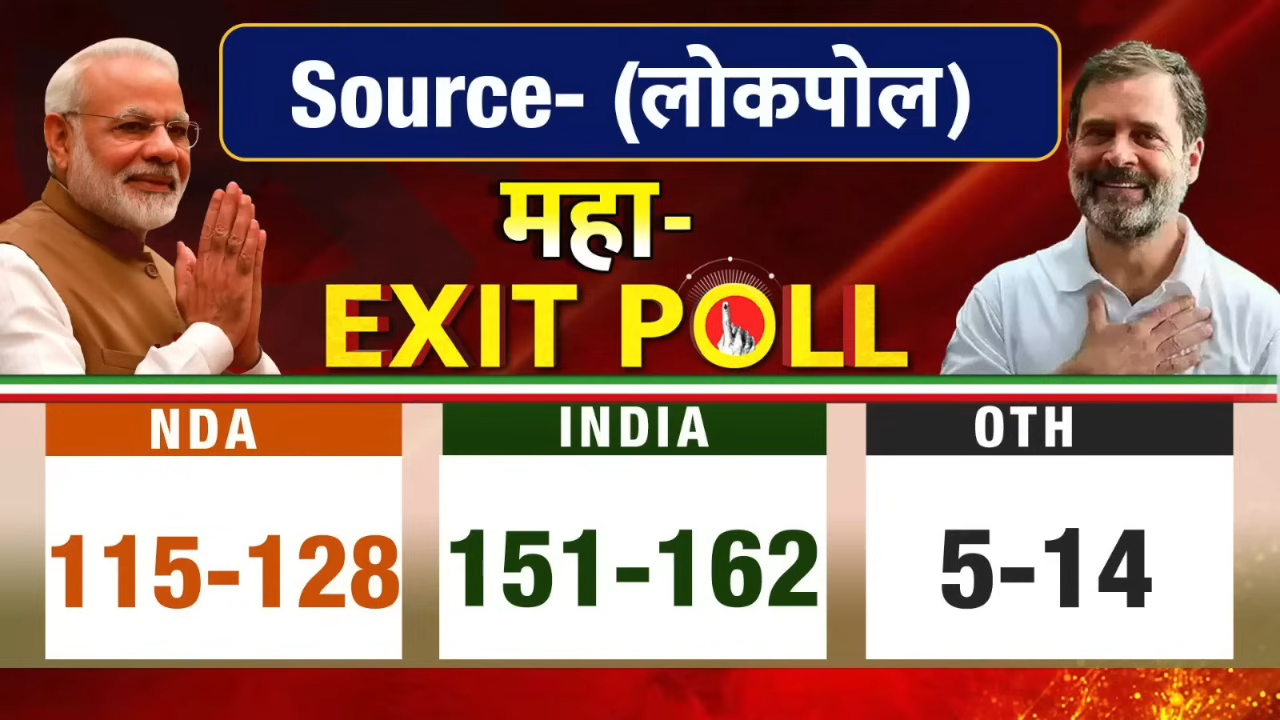 Source- (लोकपोल)
महा-
EXIT POLL
NDA INDIA OTH
115-128 151-162 5-14